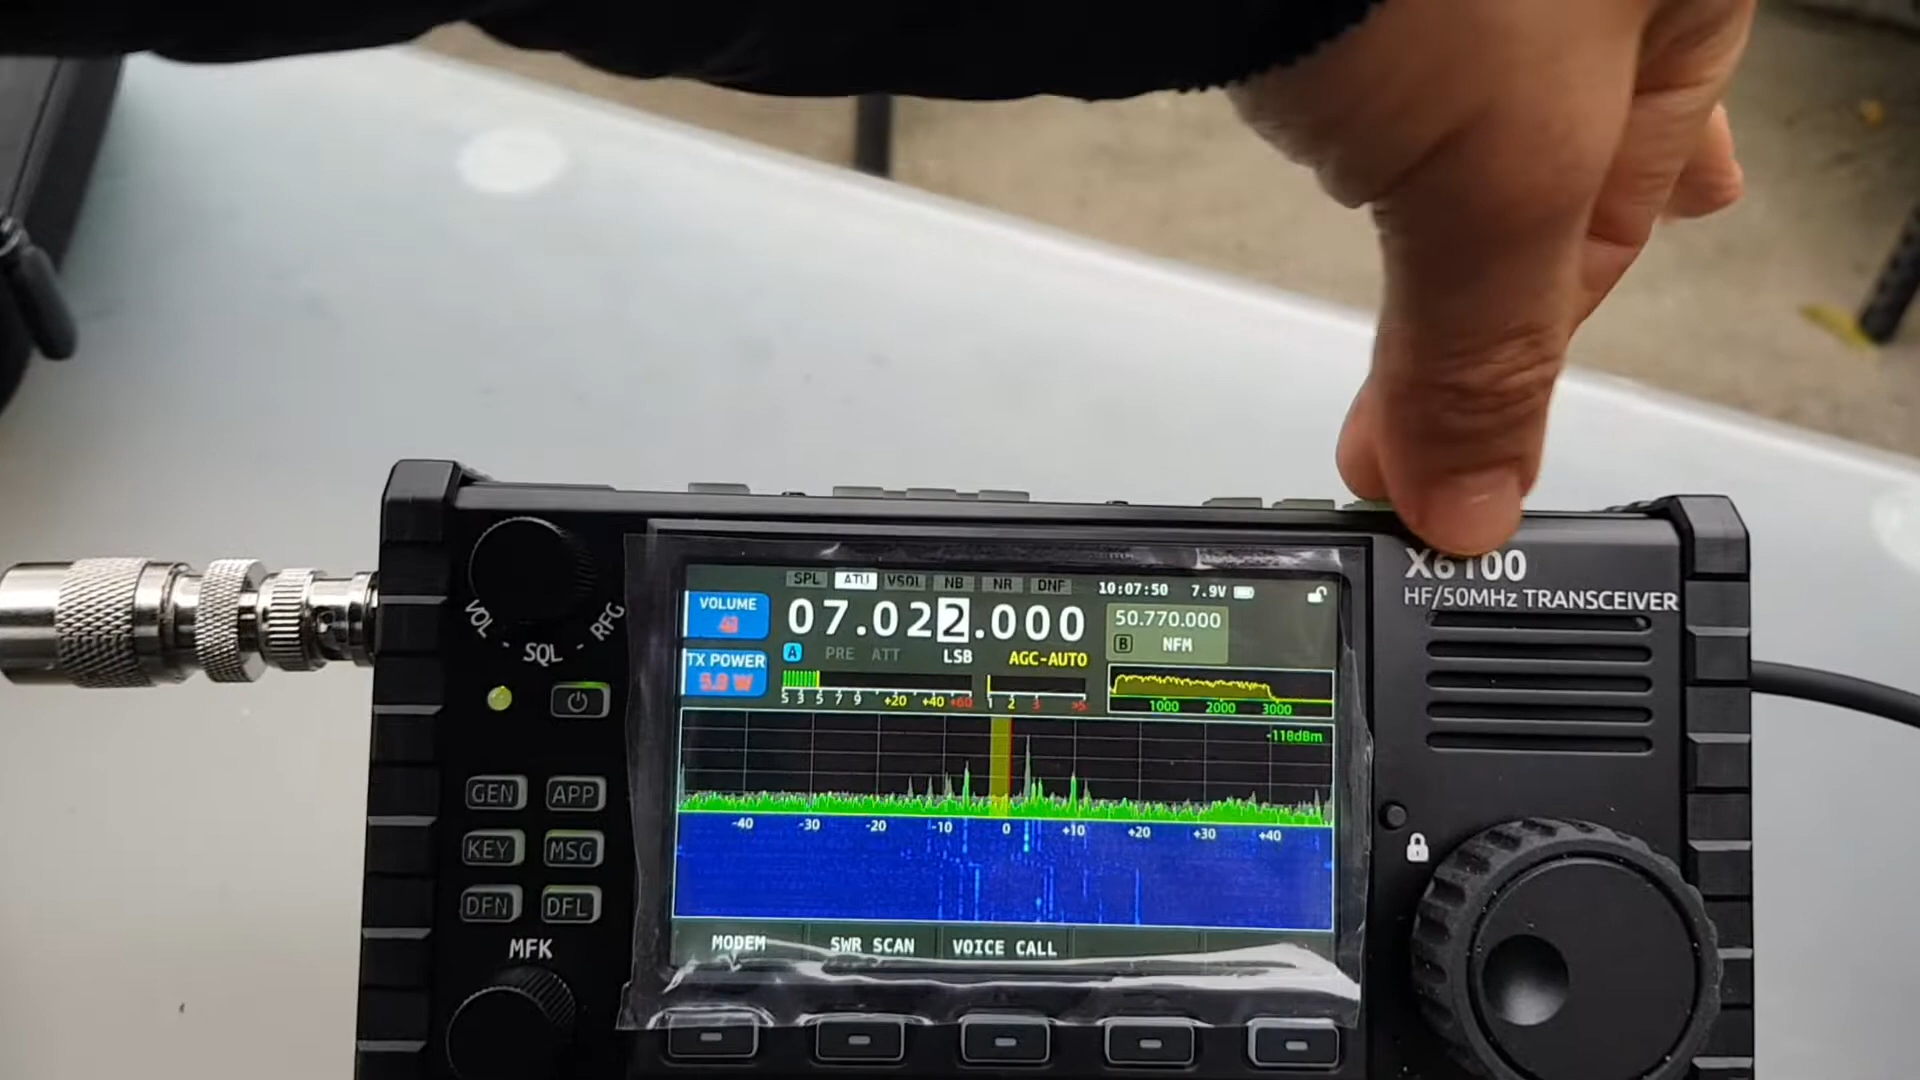 X6100
HF/50MHz TRANSCEIVER
SPL ATU VSQL NB NR DNF 10:07:50 7.9V
VOLUME
07.022.000
50.770.000
A PRE ATT LSB AGC-AUTO
B NFM
TX POWER
5.0 W
S 3 5 7 9 +20 +40 +60 1 2 3 >5
1000 2000 3000
-118dBm
-40 -30 -20 -10 0 +10 +20 +30 +40
MODEM SWR SCAN VOICE CALL
VOL - SQL - RFG
GEN APP
KEY MSG
DFN DFL
MFK